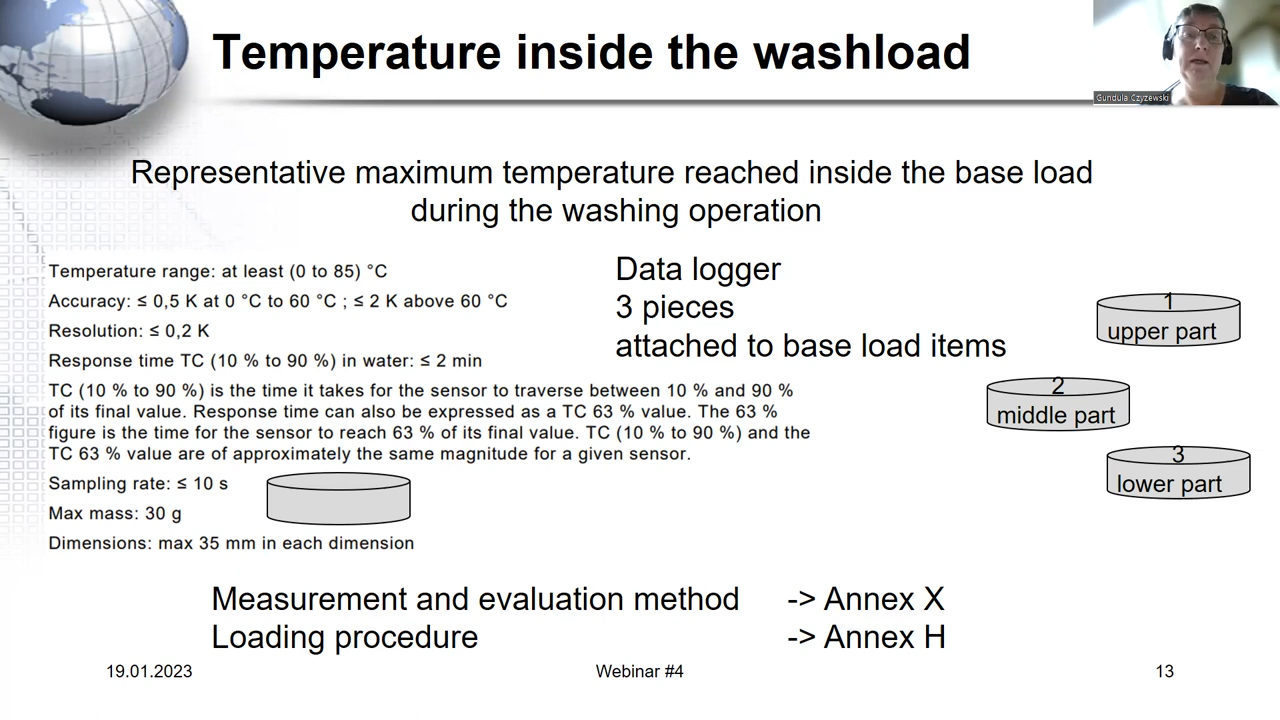 Temperature inside the washload
Gundula Czyzewski
Representative maximum temperature reached inside the base load
during the washing operation
Temperature range: at least (0 to 85) °C
Accuracy: ≤ 0,5 K at 0 °C to 60 °C ; ≤ 2 K above 60 °C
Resolution: ≤ 0,2 K
Response time TC (10 % to 90 %) in water: ≤ 2 min
TC (10 % to 90 %) is the time it takes for the sensor to traverse between 10 % and 90 %
of its final value. Response time can also be expressed as a TC 63 % value. The 63 %
figure is the time for the sensor to reach 63 % of its final value. TC (10 % to 90 %) and the
TC 63 % value are of approximately the same magnitude for a given sensor.
Sampling rate: ≤ 10 s
Max mass: 30 g
Dimensions: max 35 mm in each dimension
Data logger
3 pieces
attached to base load items
1
upper part
2
middle part
3
lower part
Measurement and evaluation method -> Annex X
Loading procedure -> Annex H
19.01.2023
Webinar #4
13